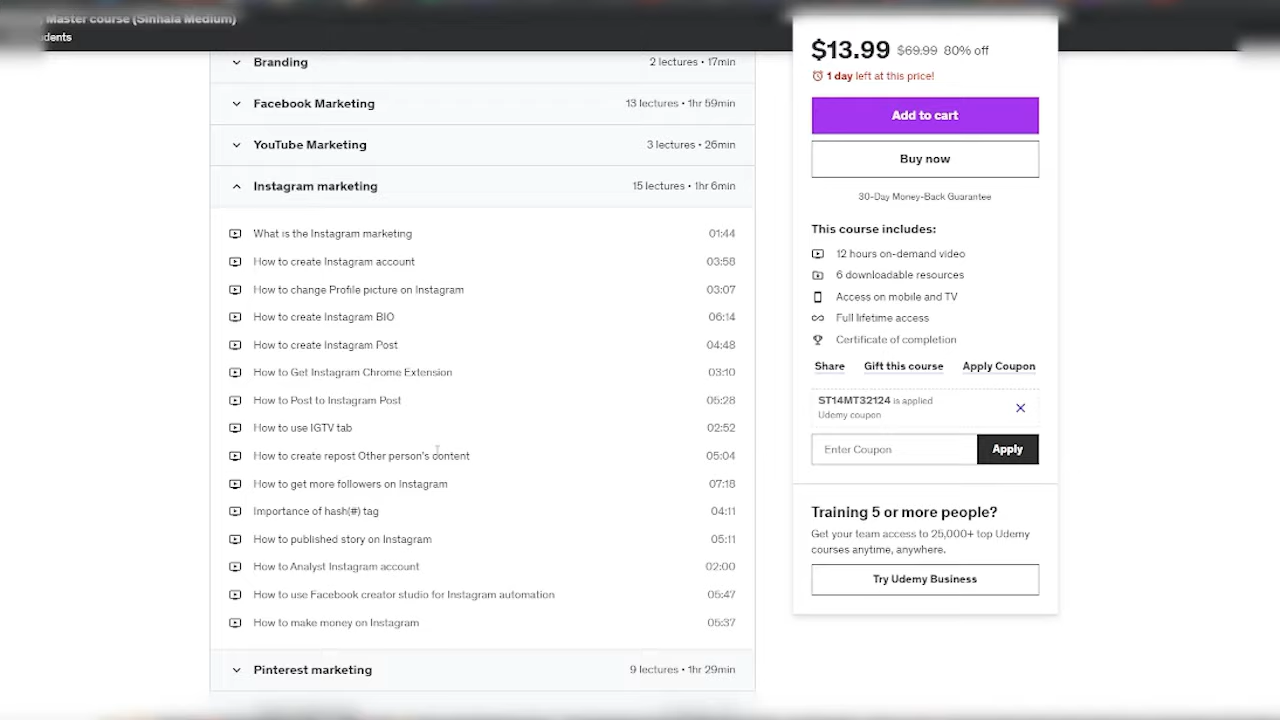 Master course (Sinhala Medium)
dents
Branding 2 lectures • 17min
Facebook Marketing 13 lectures • 1hr 59min
YouTube Marketing 3 lectures • 26min
Instagram marketing 15 lectures • 1hr 6min
What is the Instagram marketing 01:44
How to create Instagram account 03:58
How to change Profile picture on Instagram 03:07
How to create Instagram BIO 06:14
How to create Instagram Post 04:48
How to Get Instagram Chrome Extension 03:10
How to Post to Instagram Post 05:28
How to use IGTV tab 02:52
How to create repost Other person's content 05:04
How to get more followers on Instagram 07:18
Importance of hash(#) tag 04:11
How to published story on Instagram 05:11
How to Analyst Instagram account 02:00
How to use Facebook creator studio for Instagram automation 05:47
How to make money on Instagram 05:37
Pinterest marketing 9 lectures • 1hr 29min
$13.99 $69.99 80% off
1 day left at this price!
Add to cart
Buy now
30-Day Money-Back Guarantee
This course includes:
12 hours on-demand video
6 downloadable resources
Access on mobile and TV
Full lifetime access
Certificate of completion
Share Gift this course Apply Coupon
ST14MT32124 is applied
Udemy coupon
Enter Coupon Apply
Training 5 or more people?
Get your team access to 25,000+ top Udemy
courses anytime, anywhere.
Try Udemy Business